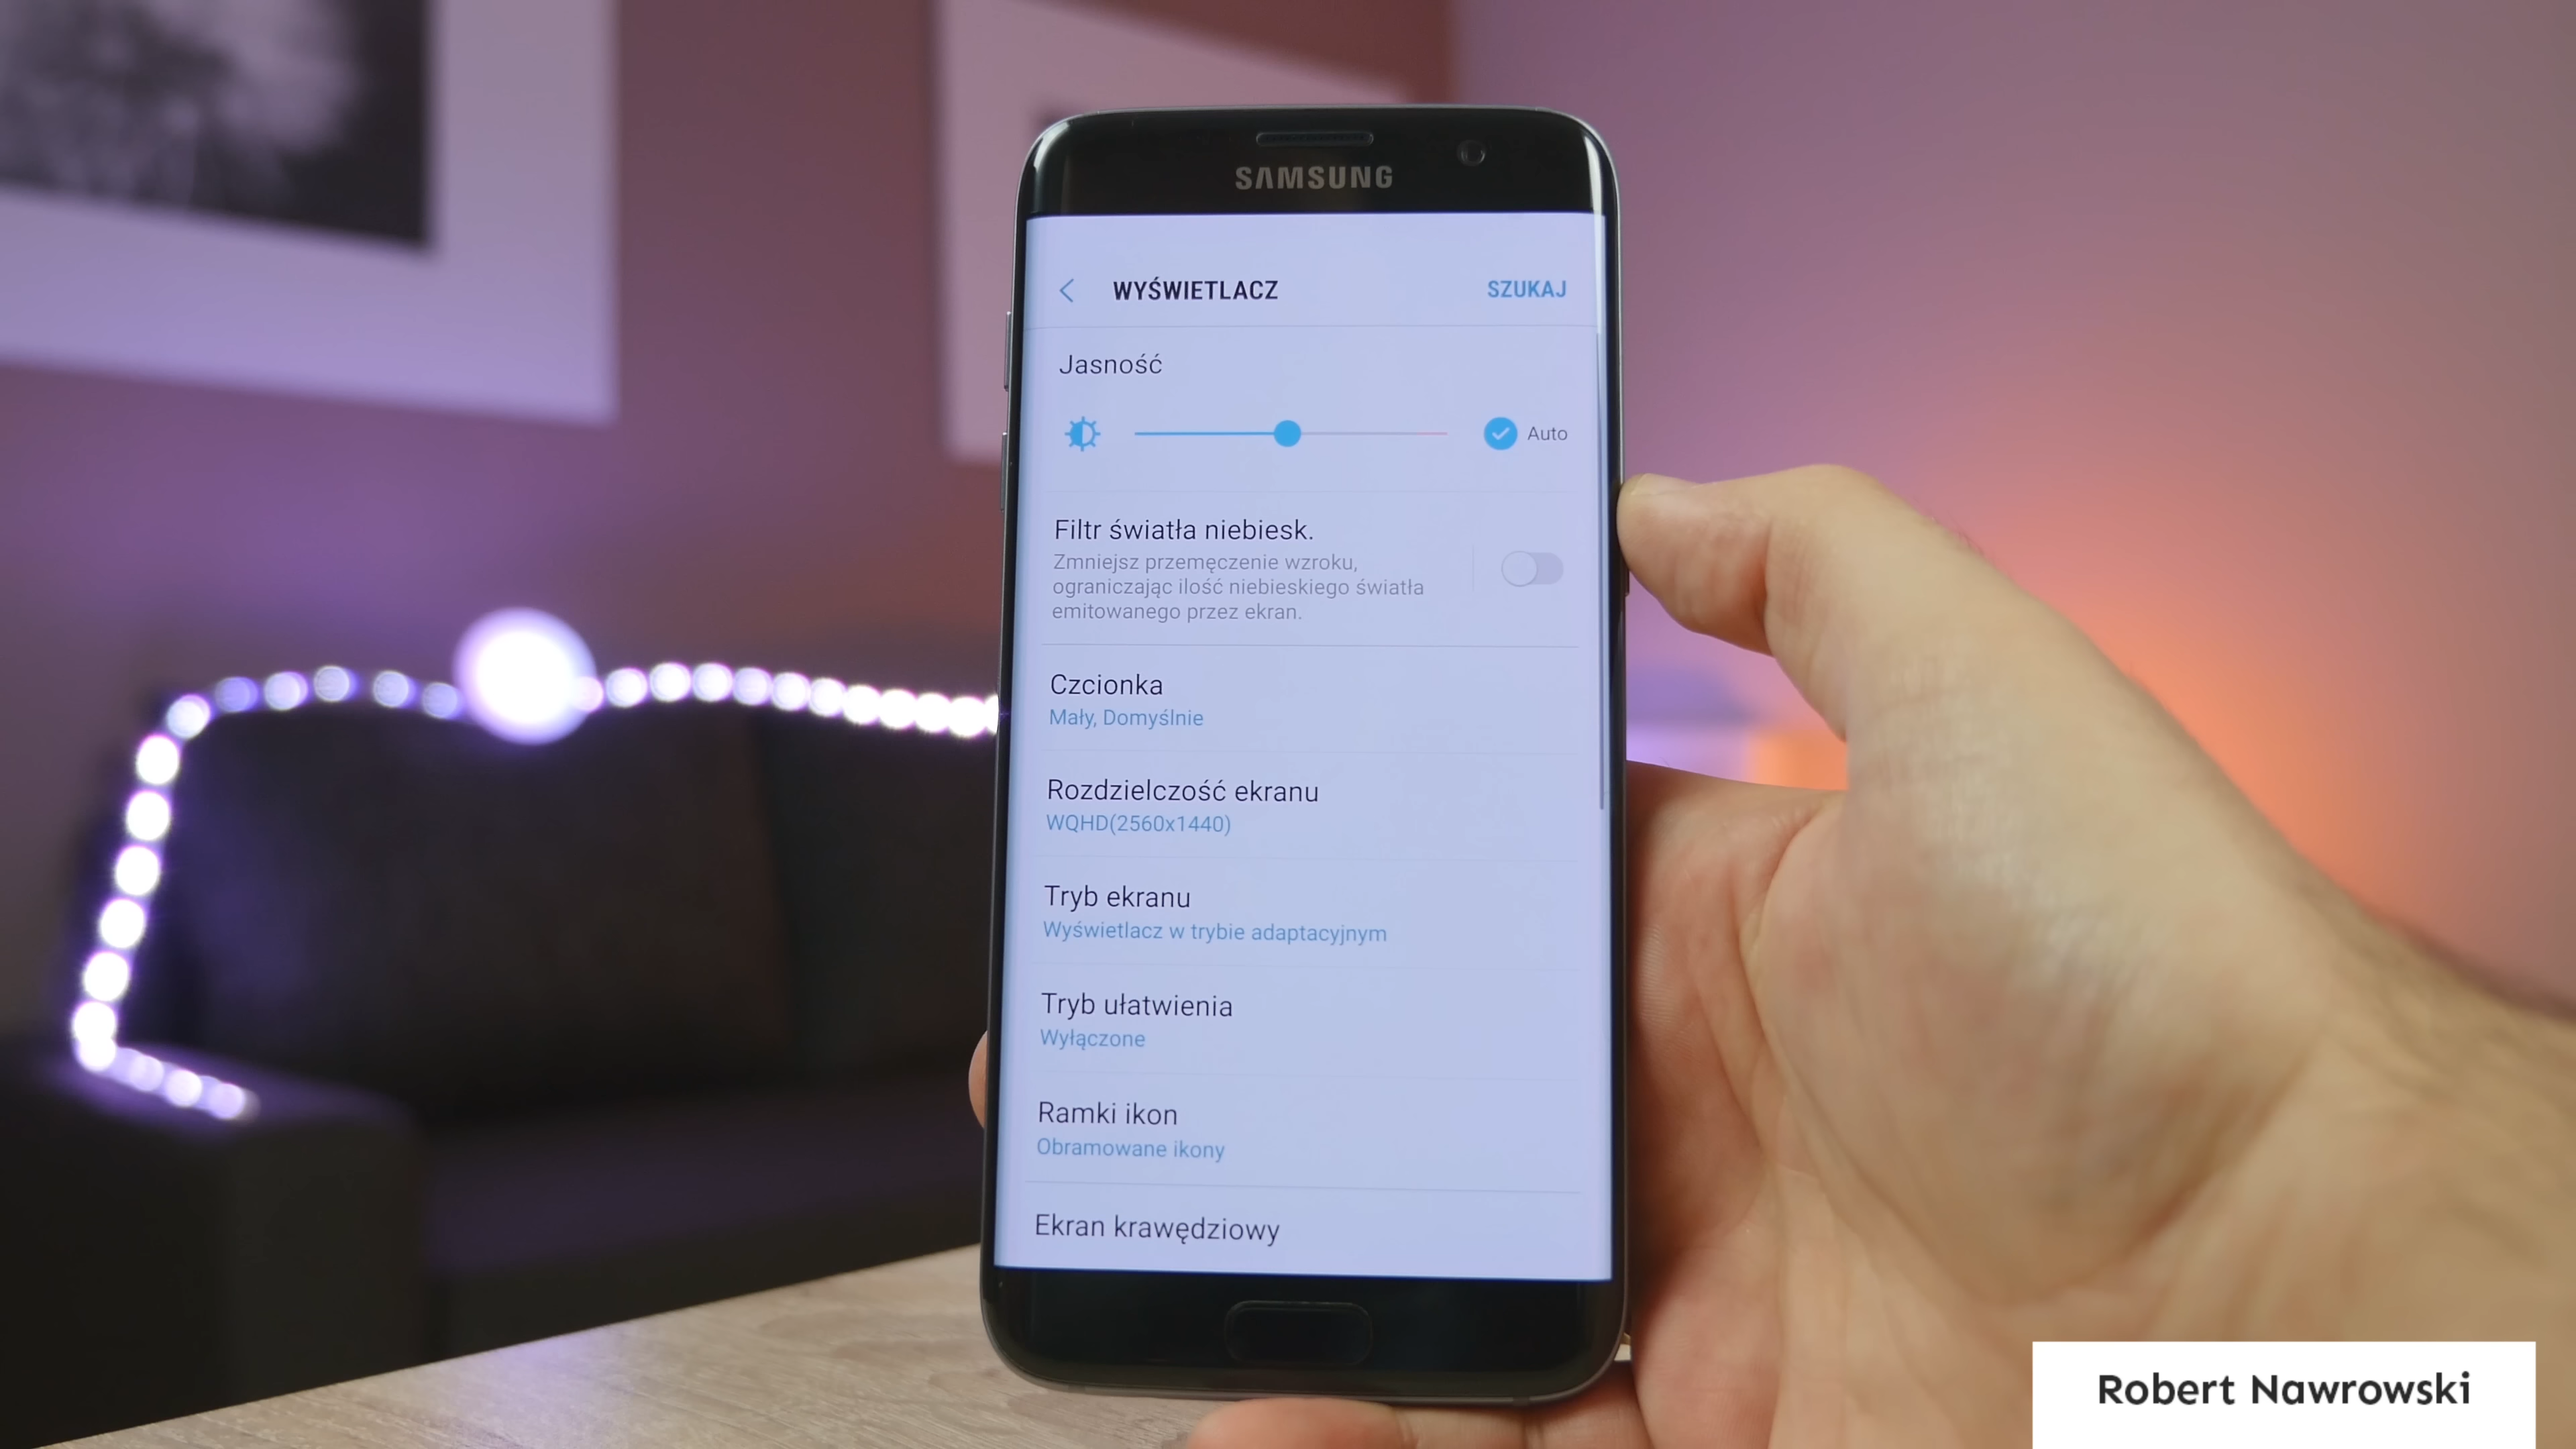 SAMSUNG
WYŚWIETLACZ SZUKAJ
Jasność
Auto
Filtr światła niebiesk.
Zmniejsz przemęczenie wzroku,
ograniczając ilość niebieskiego światła
emitowanego przez ekran.
Czcionka
Mały, Domyślnie
Rozdzielczość ekranu
WQHD(2560x1440)
Tryb ekranu
Wyświetlacz w trybie adaptacyjnym
Tryb ułatwienia
Wyłączone
Ramki ikon
Obramowane ikony
Ekran krawędziowy
Robert Nawrowski